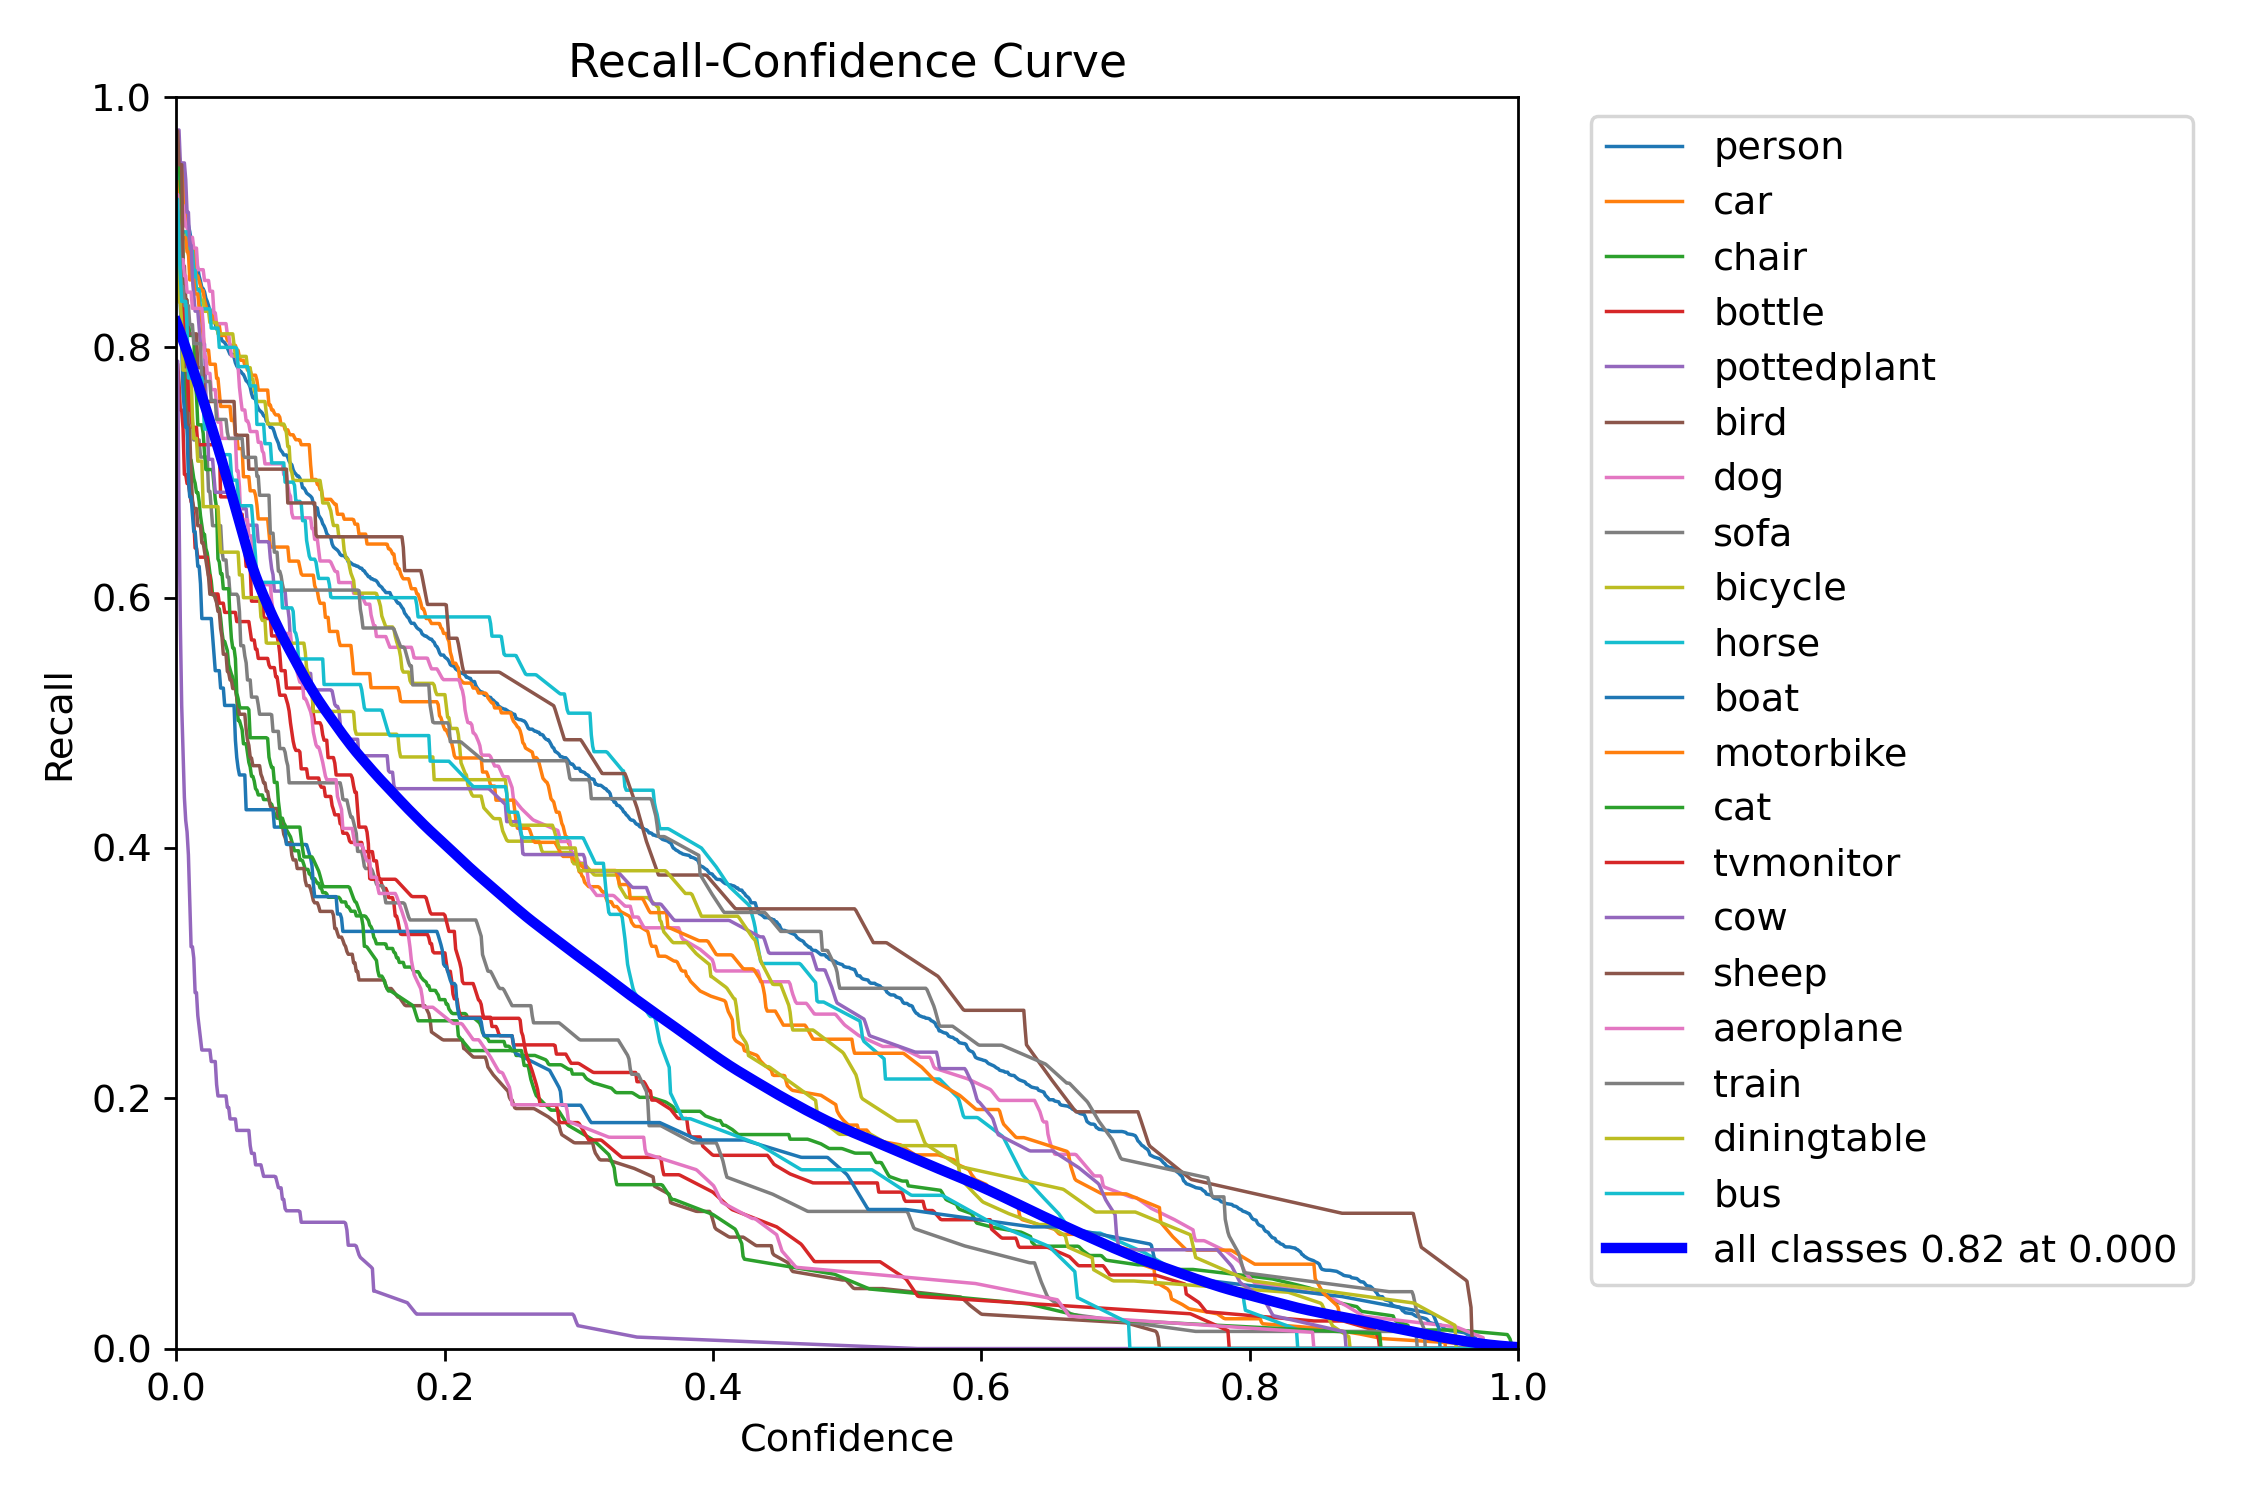 Recall-Confidence Curve
1.0
0.8
0.6
0.4
0.2
0.0
Recall
0.0 0.2 0.4 0.6 0.8 1.0
Confidence
person
car
chair
bottle
pottedplant
bird
dog
sofa
bicycle
horse
boat
motorbike
cat
tvmonitor
cow
sheep
aeroplane
train
diningtable
bus
all classes 0.82 at 0.000